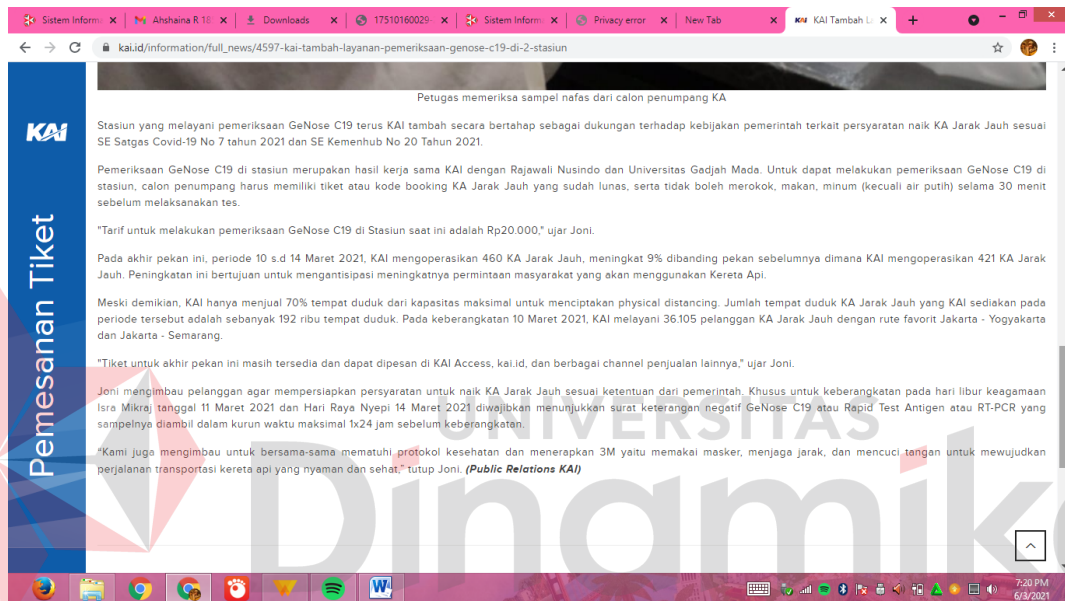 Sistem Inform
Ahshaina R 18
Downloads
17510160029
Sistem Inform
Privacy error
New Tab
KAI Tambah L
kai.id/information/full_news/4597-kai-tambah-layanan-pemeriksaan-genose-c19-di-2-stasiun
KAI
Pemesanan Tiket
Petugas memeriksa sampel nafas dari calon penumpang KA
Stasiun yang melayani pemeriksaan GeNose C19 terus KAI tambah secara bertahap sebagai dukungan terhadap kebijakan pemerintah terkait persyaratan naik KA Jarak Jauh sesuai
SE Satgas Covid-19 No 7 tahun 2021 dan SE Kemenhub No 20 Tahun 2021.
Pemeriksaan GeNose C19 di stasiun merupakan hasil kerja sama KAI dengan Rajawali Nusindo dan Universitas Gadjah Mada. Untuk dapat melakukan pemeriksaan GeNose C19 di
stasiun, calon penumpang harus memiliki tiket atau kode booking KA Jarak Jauh yang sudah lunas, serta tidak boleh merokok, makan, minum (kecuali air putih) selama 30 menit
sebelum melaksanakan tes.
"Tarif untuk melakukan pemeriksaan GeNose C19 di Stasiun saat ini adalah Rp20.000," ujar Joni.
Pada akhir pekan ini, periode 10 s.d 14 Maret 2021, KAI mengoperasikan 460 KA Jarak Jauh, meningkat 9% dibanding pekan sebelumnya dimana KAI mengoperasikan 421 KA Jarak
Jauh. Peningkatan ini bertujuan untuk mengantisipasi meningkatnya permintaan masyarakat yang akan menggunakan Kereta Api.
Meski demikian, KAI hanya menjual 70% tempat duduk dari kapasitas maksimal untuk menciptakan physical distancing. Jumlah tempat duduk KA Jarak Jauh yang KAI sediakan pada
periode tersebut adalah sebanyak 192 ribu tempat duduk. Pada keberangkatan 10 Maret 2021, KAI melayani 36.105 pelanggan KA Jarak Jauh dengan rute favorit Jakarta - Yogyakarta
dan Jakarta - Semarang.
"Tiket untuk akhir pekan ini masih tersedia dan dapat dipesan di KAI Access, kai.id, dan berbagai channel penjualan lainnya," ujar Joni.
Joni mengimbau pelanggan agar mempersiapkan persyaratan untuk naik KA Jarak Jauh sesuai ketentuan dari pemerintah. Khusus untuk keberangkatan pada hari libur keagamaan
Isra Mikraj tanggal 11 Maret 2021 dan Hari Raya Nyepi 14 Maret 2021 diwajibkan menunjukkan surat keterangan negatif GeNose C19 atau Rapid Test Antigen atau RT-PCR yang
sampelnya diambil dalam kurun waktu maksimal 1x24 jam sebelum keberangkatan.
"Kami juga mengimbau untuk bersama-sama mematuhi protokol kesehatan dan menerapkan 3M yaitu memakai masker, menjaga jarak, dan mencuci tangan untuk mewujudkan
perjalanan transportasi kereta api yang nyaman dan sehat," tutup Joni. (Public Relations KAI)
UNIVERSITAS
Dinamika
7:20 PM
6/3/2021